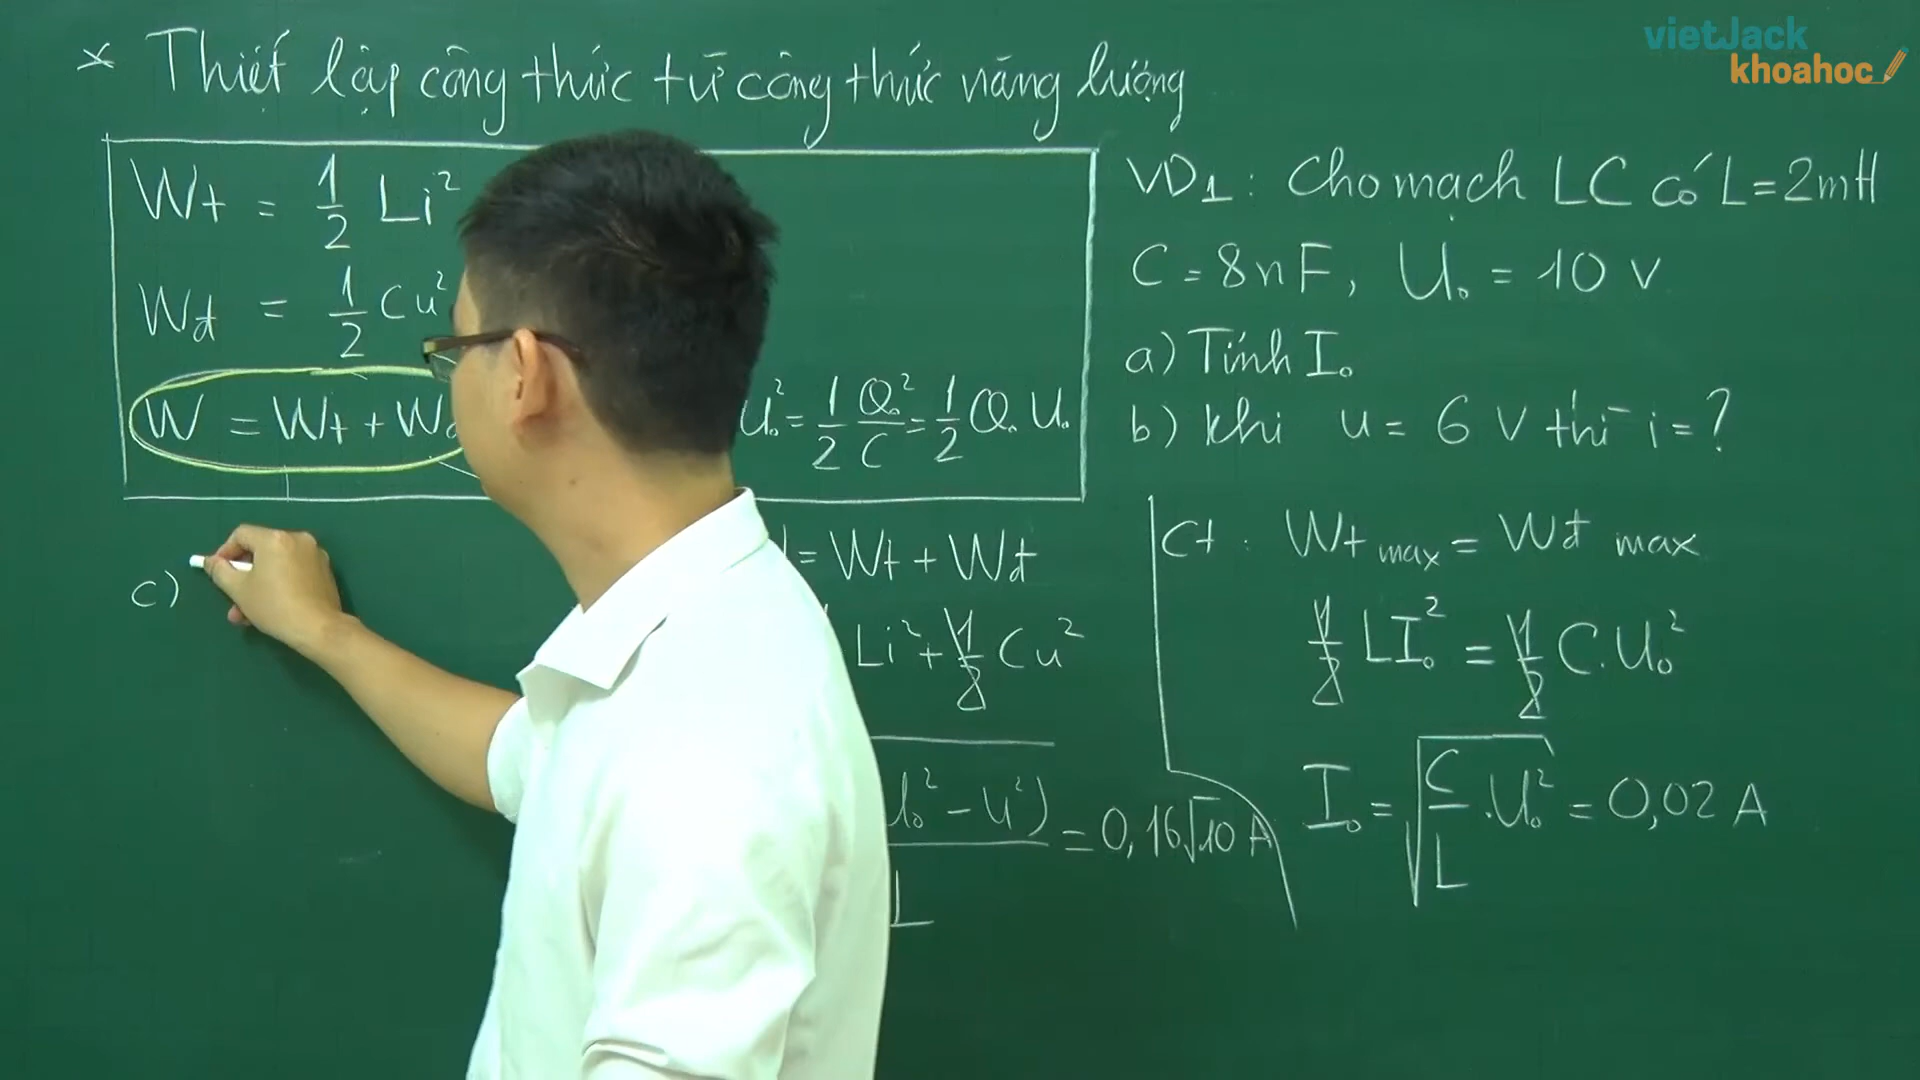 vietJack
khoahoc
* Thiết lập công thức từ công thức năng lượng
Wt = 1/2 Li²
Wđ = 1/2 Cu²
W = Wt + Wđ
U₀² = 1/2 Q₀²/C = 1/2 Q₀ U₀
c)
= Wt + Wđ
Li² + 1/2 Cu²
U₀² - u²)
= 0,16√10 A
L
VD1: Cho mạch LC có L = 2mH
C = 8nF, U₀ = 10 V
a) Tính I₀
b) Khi u = 6 V thì i = ?
Ct : Wt max = Wđ max
1/2 LI₀² = 1/2 C.U₀²
I₀ = √(C/L .U₀²) = 0,02 A